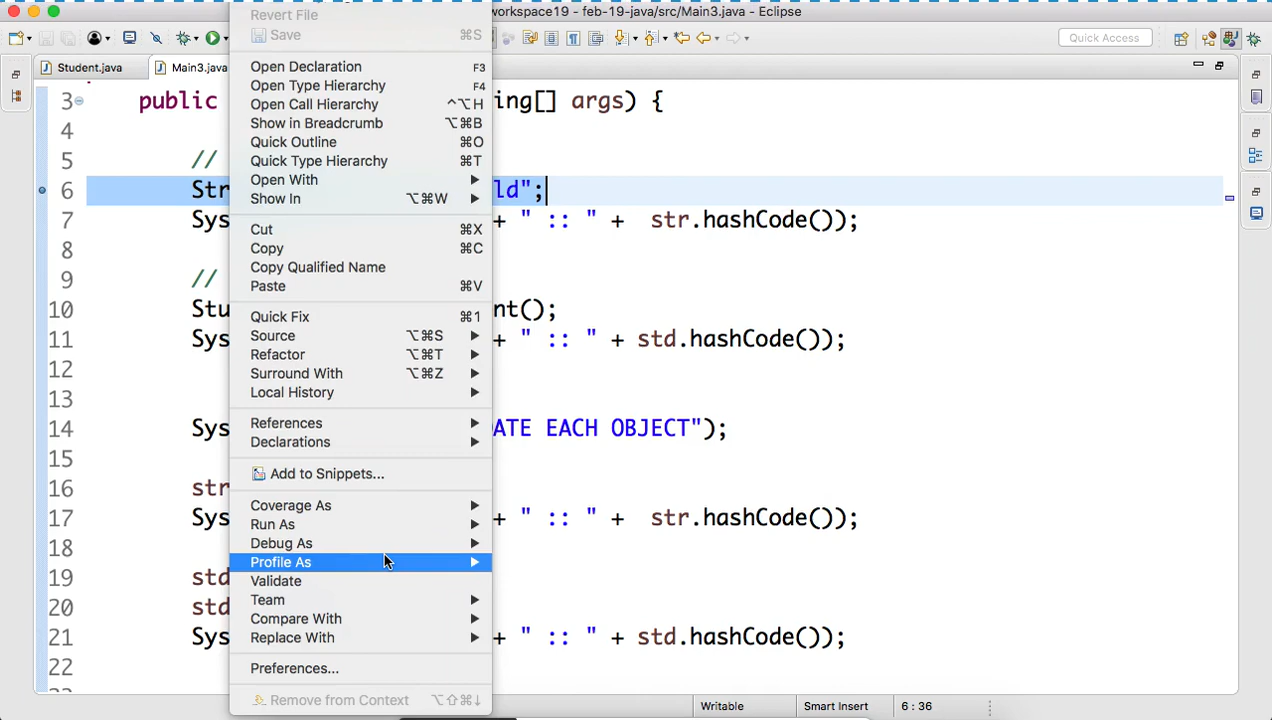 Revert File
workspace19 - feb-19-java/src/Main3.java - Eclipse
Save ⌘S
Quick Access
Student.java
Main3.java
Open Declaration F3
Open Type Hierarchy F4
Open Call Hierarchy ^⌥H
Show in Breadcrumb ⌥⌘B
Quick Outline ⌘O
Quick Type Hierarchy ⌘T
Open With
Show In ⌥⌘W
Cut ⌘X
Copy ⌘C
Copy Qualified Name
Paste ⌘V
Quick Fix ⌘1
Source ⌥⌘S
Refactor ⌥⌘T
Surround With ⌥⌘Z
Local History
References
Declarations
Add to Snippets...
Coverage As
Run As
Debug As
Profile As
Validate
Team
Compare With
Replace With
Preferences...
Remove from Context ⌥⇧⌘↓
3 public ing[] args) {
4
5 //
6 Str ld";
7 Sys + " :: " + str.hashCode());
8
9 //
10 Stu nt();
11 Sys + " :: " + std.hashCode());
12
13
14 Sys ATE EACH OBJECT");
15
16 str
17 Sys + " :: " + str.hashCode());
18
19 std
20 std
21 Sys + " :: " + std.hashCode());
22
Writable
Smart Insert
6 : 36